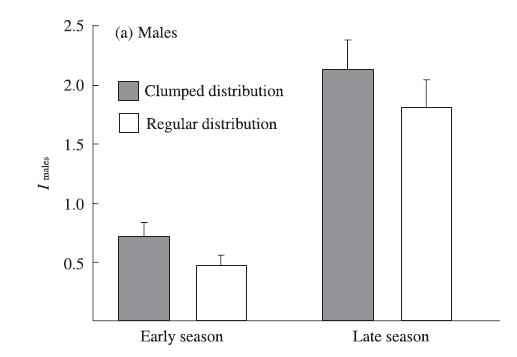 2.5
(a) Males
2.0
Clumped distribution
Regular distribution
1.5
1.0
0.5
I males
Early season
Late season